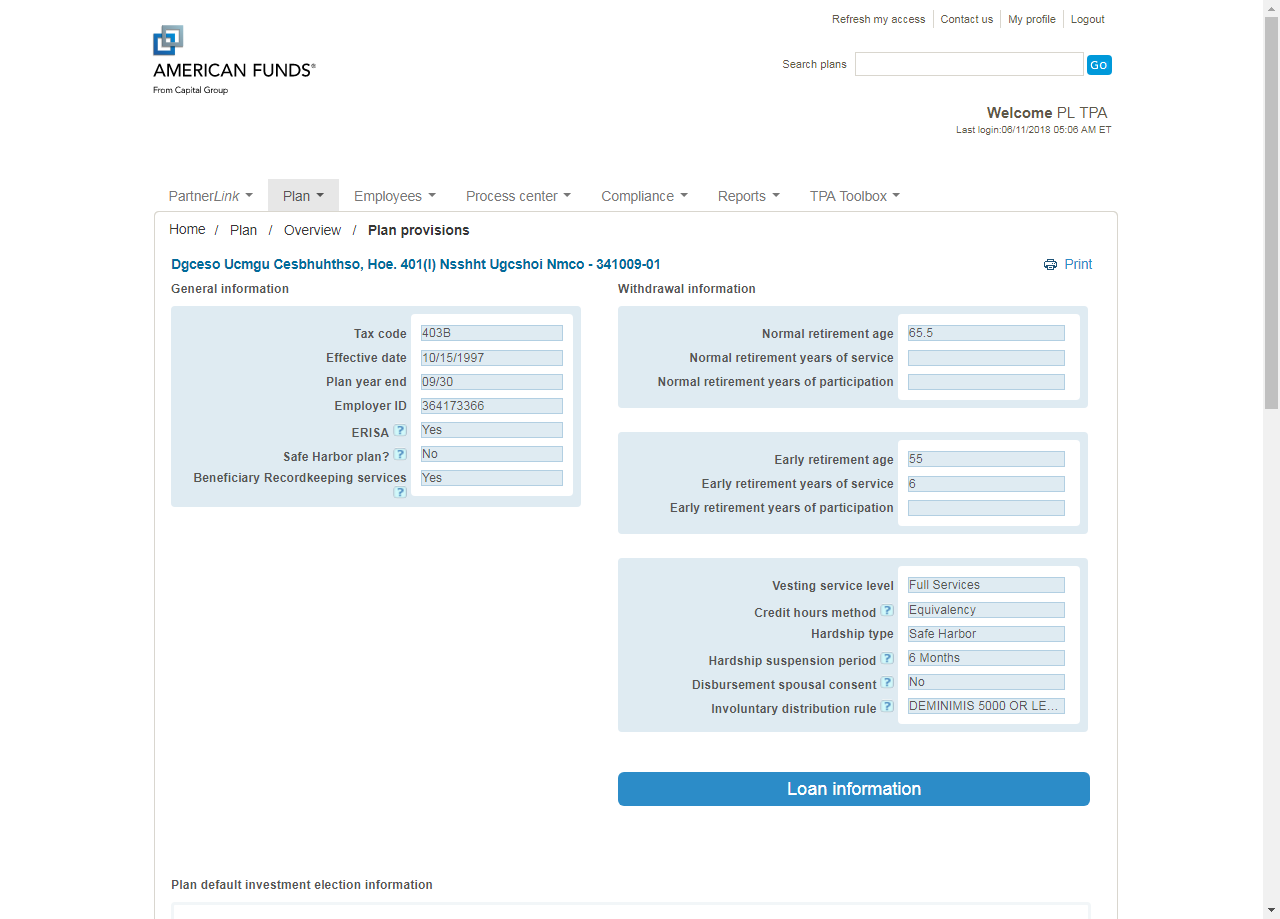 Refresh my access Contact us My profile Logout
AMERICAN FUNDS®
From Capital Group
Search plans Go
Welcome PL TPA
Last login:06/11/2018 05:06 AM ET
PartnerLink Plan Employees Process center Compliance Reports TPA Toolbox
Home / Plan / Overview / Plan provisions
Dgceso Ucmgu Cesbhuhthso, Hoe. 401(l) Nsshht Ugcshoi Nmco - 341009-01
Print
General information
Tax code 403B
Effective date 10/15/1997
Plan year end 09/30
Employer ID 364173366
ERISA ? Yes
Safe Harbor plan? ? No
Beneficiary Recordkeeping services Yes
?
Withdrawal information
Normal retirement age 65.5
Normal retirement years of service
Normal retirement years of participation
Early retirement age 55
Early retirement years of service 6
Early retirement years of participation
Vesting service level Full Services
Credit hours method ? Equivalency
Hardship type Safe Harbor
Hardship suspension period ? 6 Months
Disbursement spousal consent ? No
Involuntary distribution rule ? DEMINIMIS 5000 OR LE...
Loan information
Plan default investment election information